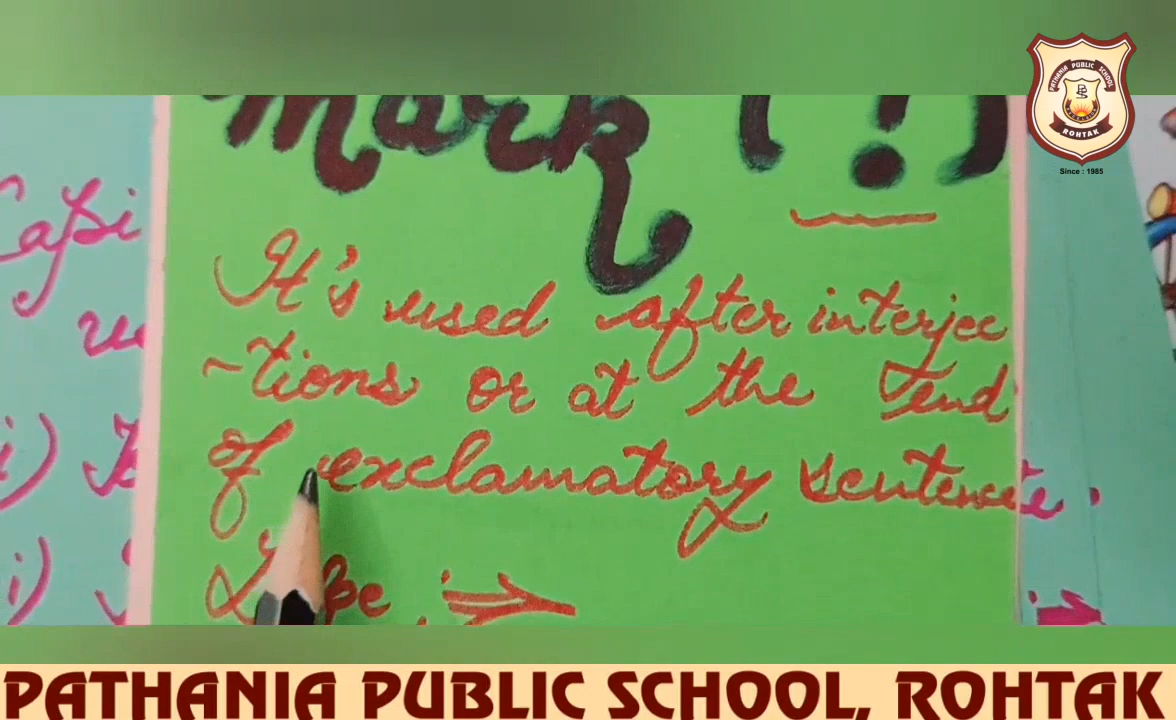 Mark (!)
It's used after interjec
-tions or at the end
of exclamatory sentence.
PATHANIA PUBLIC SCHOOL
ROHTAK
Since : 1985
PATHANIA PUBLIC SCHOOL, ROHTAK